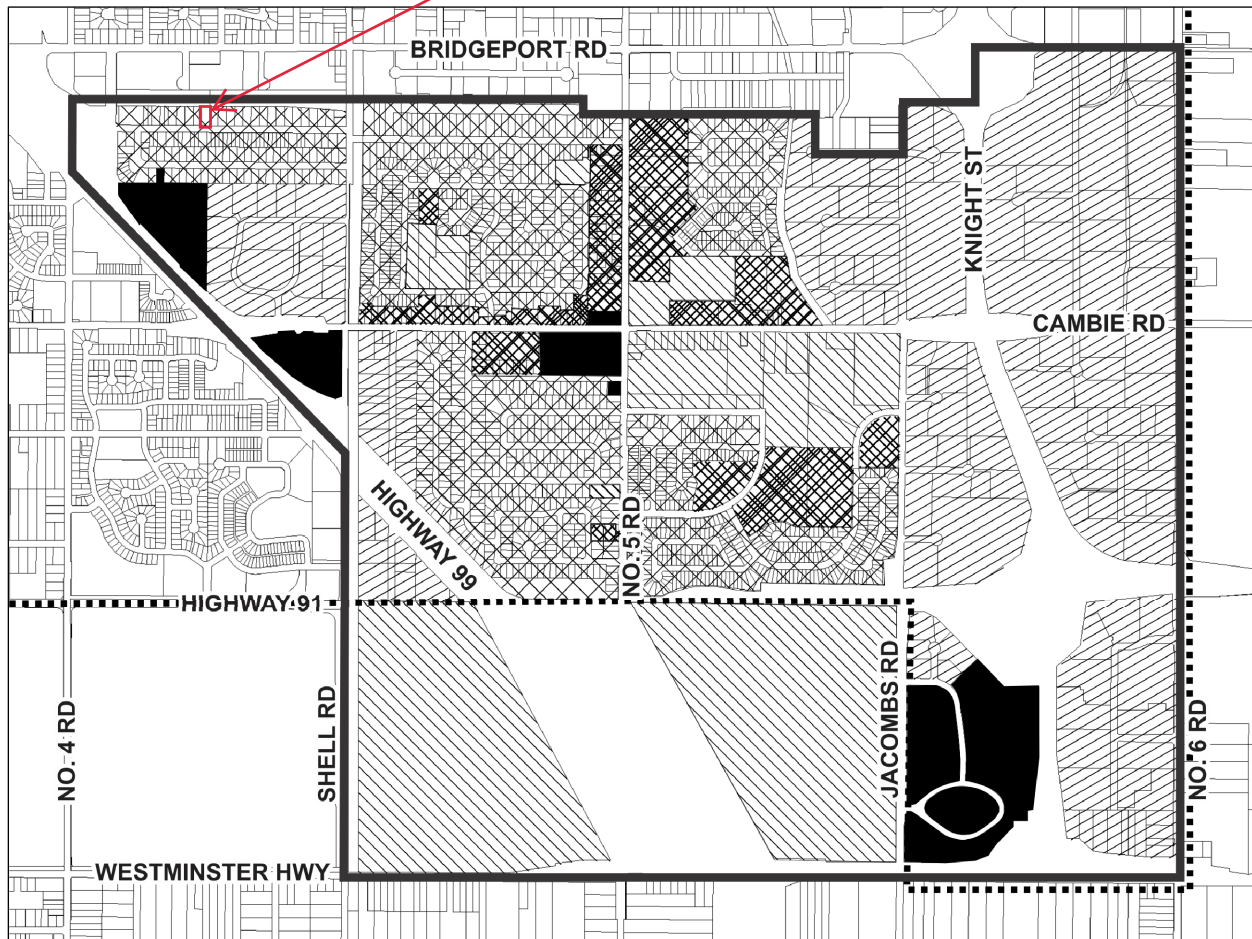 BRIDGEPORT RD
KNIGHT ST
CAMBIE RD
HIGHWAY 99
NO. 5 RD
HIGHWAY 91
NO. 4 RD
SHELL RD
JACOMBS RD
NO. 6 RD
WESTMINSTER HWY